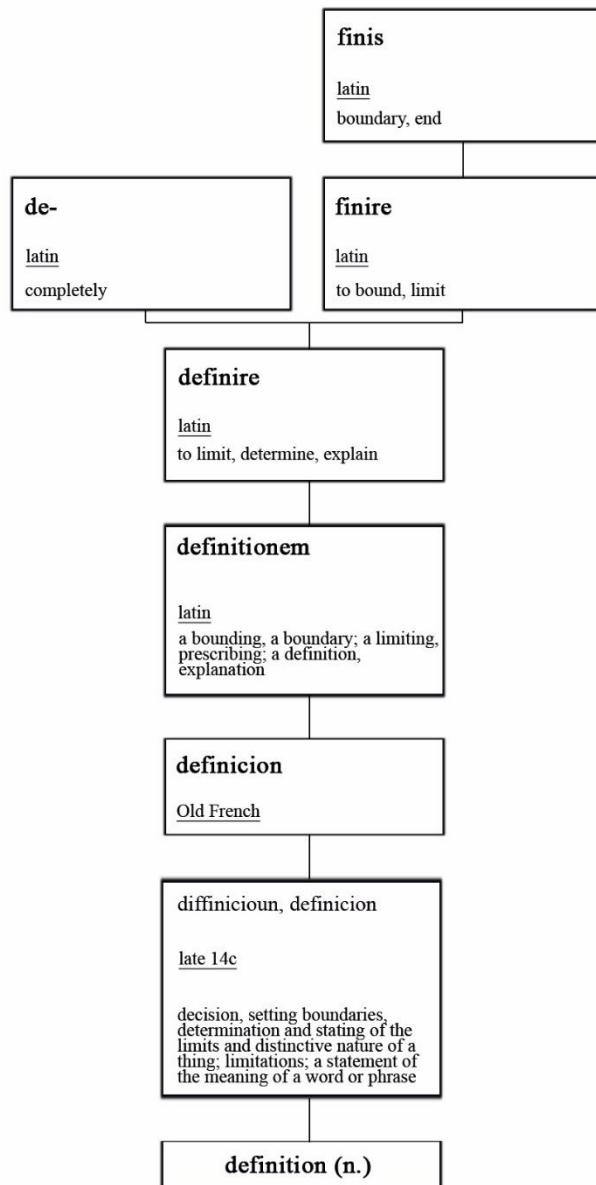 finis
latin
boundary, end
de-
latin
completely
finire
latin
to bound, limit
definire
latin
to limit, determine, explain
definitionem
latin
a bounding, a boundary; a limiting,
prescribing; a definition,
explanation
definicion
Old French
diffinicioun, definicion
late 14c
decision, setting boundaries,
determination and stating of the
limits and distinctive nature of a
thing; limitations; a statement of
the meaning of a word or phrase
definition (n.)